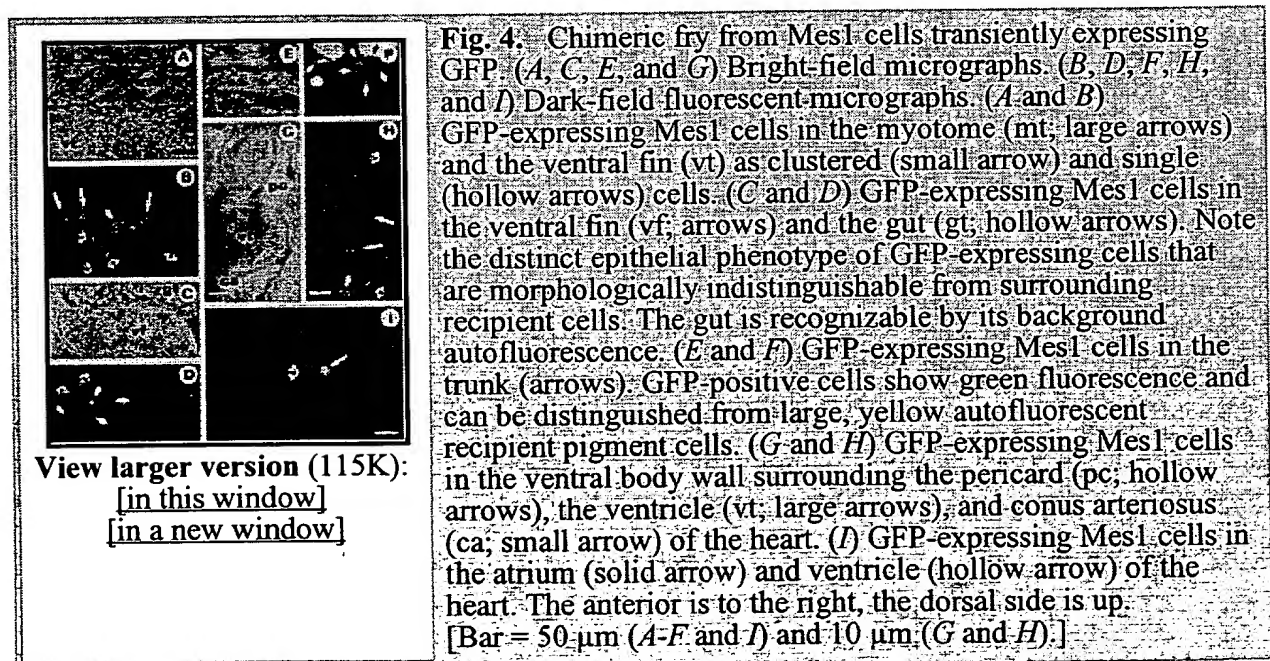 A
B
C
D
E
F
G
H
I
pc
View larger version (115K):
[in this window]
[in a new window]
Fig. 4. Chimeric fry from Mes1 cells transiently expressing
GFP. (A, C, E, and G) Bright-field micrographs. (B, D, F, H,
and I) Dark-field fluorescent micrographs. (A and B)
GFP-expressing Mes1 cells in the myotome (mt; large arrows)
and the ventral fin (vt) as clustered (small arrow) and single
(hollow arrows) cells. (C and D) GFP-expressing Mes1 cells in
the ventral fin (vf; arrows) and the gut (gt; hollow arrows). Note
the distinct epithelial phenotype of GFP-expressing cells that
are morphologically indistinguishable from surrounding
recipient cells. The gut is recognizable by its background
autofluorescence. (E and F) GFP-expressing Mes1 cells in the
trunk (arrows). GFP-positive cells show green fluorescence and
can be distinguished from large, yellow autofluorescent
recipient pigment cells. (G and H) GFP-expressing Mes1 cells
in the ventral body wall surrounding the pericard (pc; hollow
arrows), the ventricle (vt; large arrows), and conus arteriosus
(ca; small arrow) of the heart. (I) GFP-expressing Mes1 cells in
the atrium (solid arrow) and ventricle (hollow arrow) of the
heart. The anterior is to the right, the dorsal side is up.
[Bar = 50 µm (A-F and I) and 10 µm (G and H).]